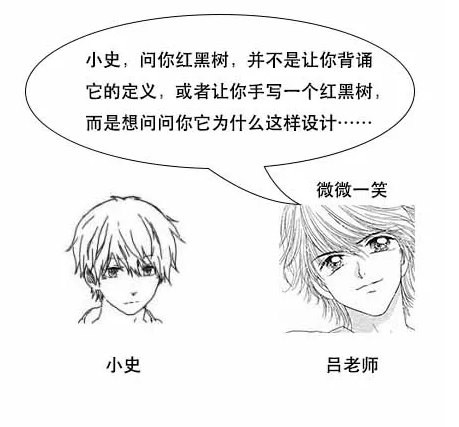 小史，问你红黑树，并不是让你背诵
它的定义，或者让你手写一个红黑树，
而是想问问你它为什么这样设计……
微微一笑
小史
吕老师